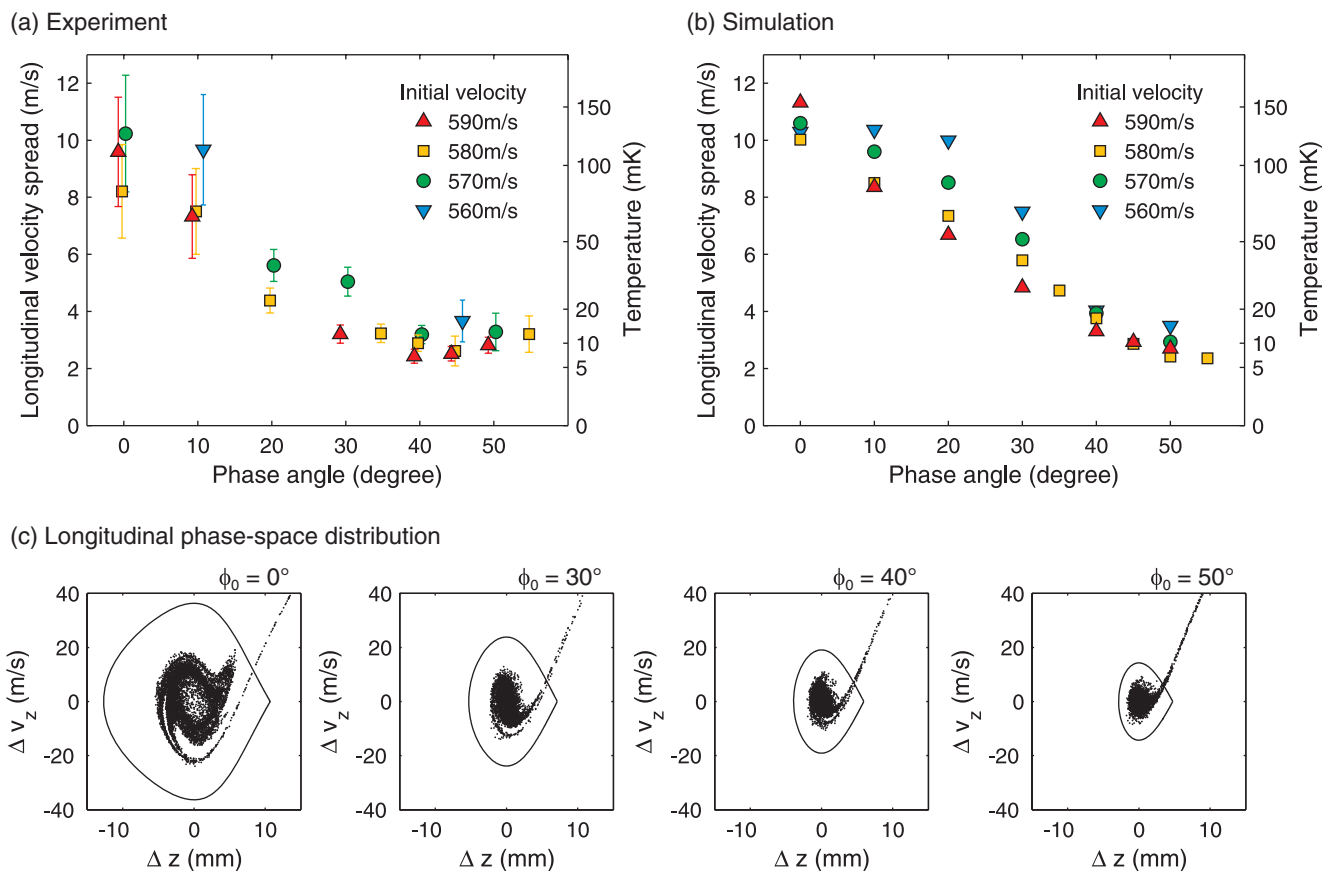 (a) Experiment
Longitudinal velocity spread (m/s)
12
10
8
6
4
2
0
0 10 20 30 40 50
Phase angle (degree)
Initial velocity
590m/s
580m/s
570m/s
560m/s
150
100
50
20
10
5
0
Temperature (mK)
(b) Simulation
Longitudinal velocity spread (m/s)
12
10
8
6
4
2
0
0 10 20 30 40 50
Phase angle (degree)
Initial velocity
590m/s
580m/s
570m/s
560m/s
150
100
50
20
10
5
0
Temperature (mK)
(c) Longitudinal phase-space distribution
ϕ₀ = 0°
Δ v_z (m/s)
40
20
0
-20
-40
-10 0 10
Δ z (mm)
ϕ₀ = 30°
Δ v_z (m/s)
40
20
0
-20
-40
-10 0 10
Δ z (mm)
ϕ₀ = 40°
Δ v_z (m/s)
40
20
0
-20
-40
-10 0 10
Δ z (mm)
ϕ₀ = 50°
Δ v_z (m/s)
40
20
0
-20
-40
-10 0 10
Δ z (mm)